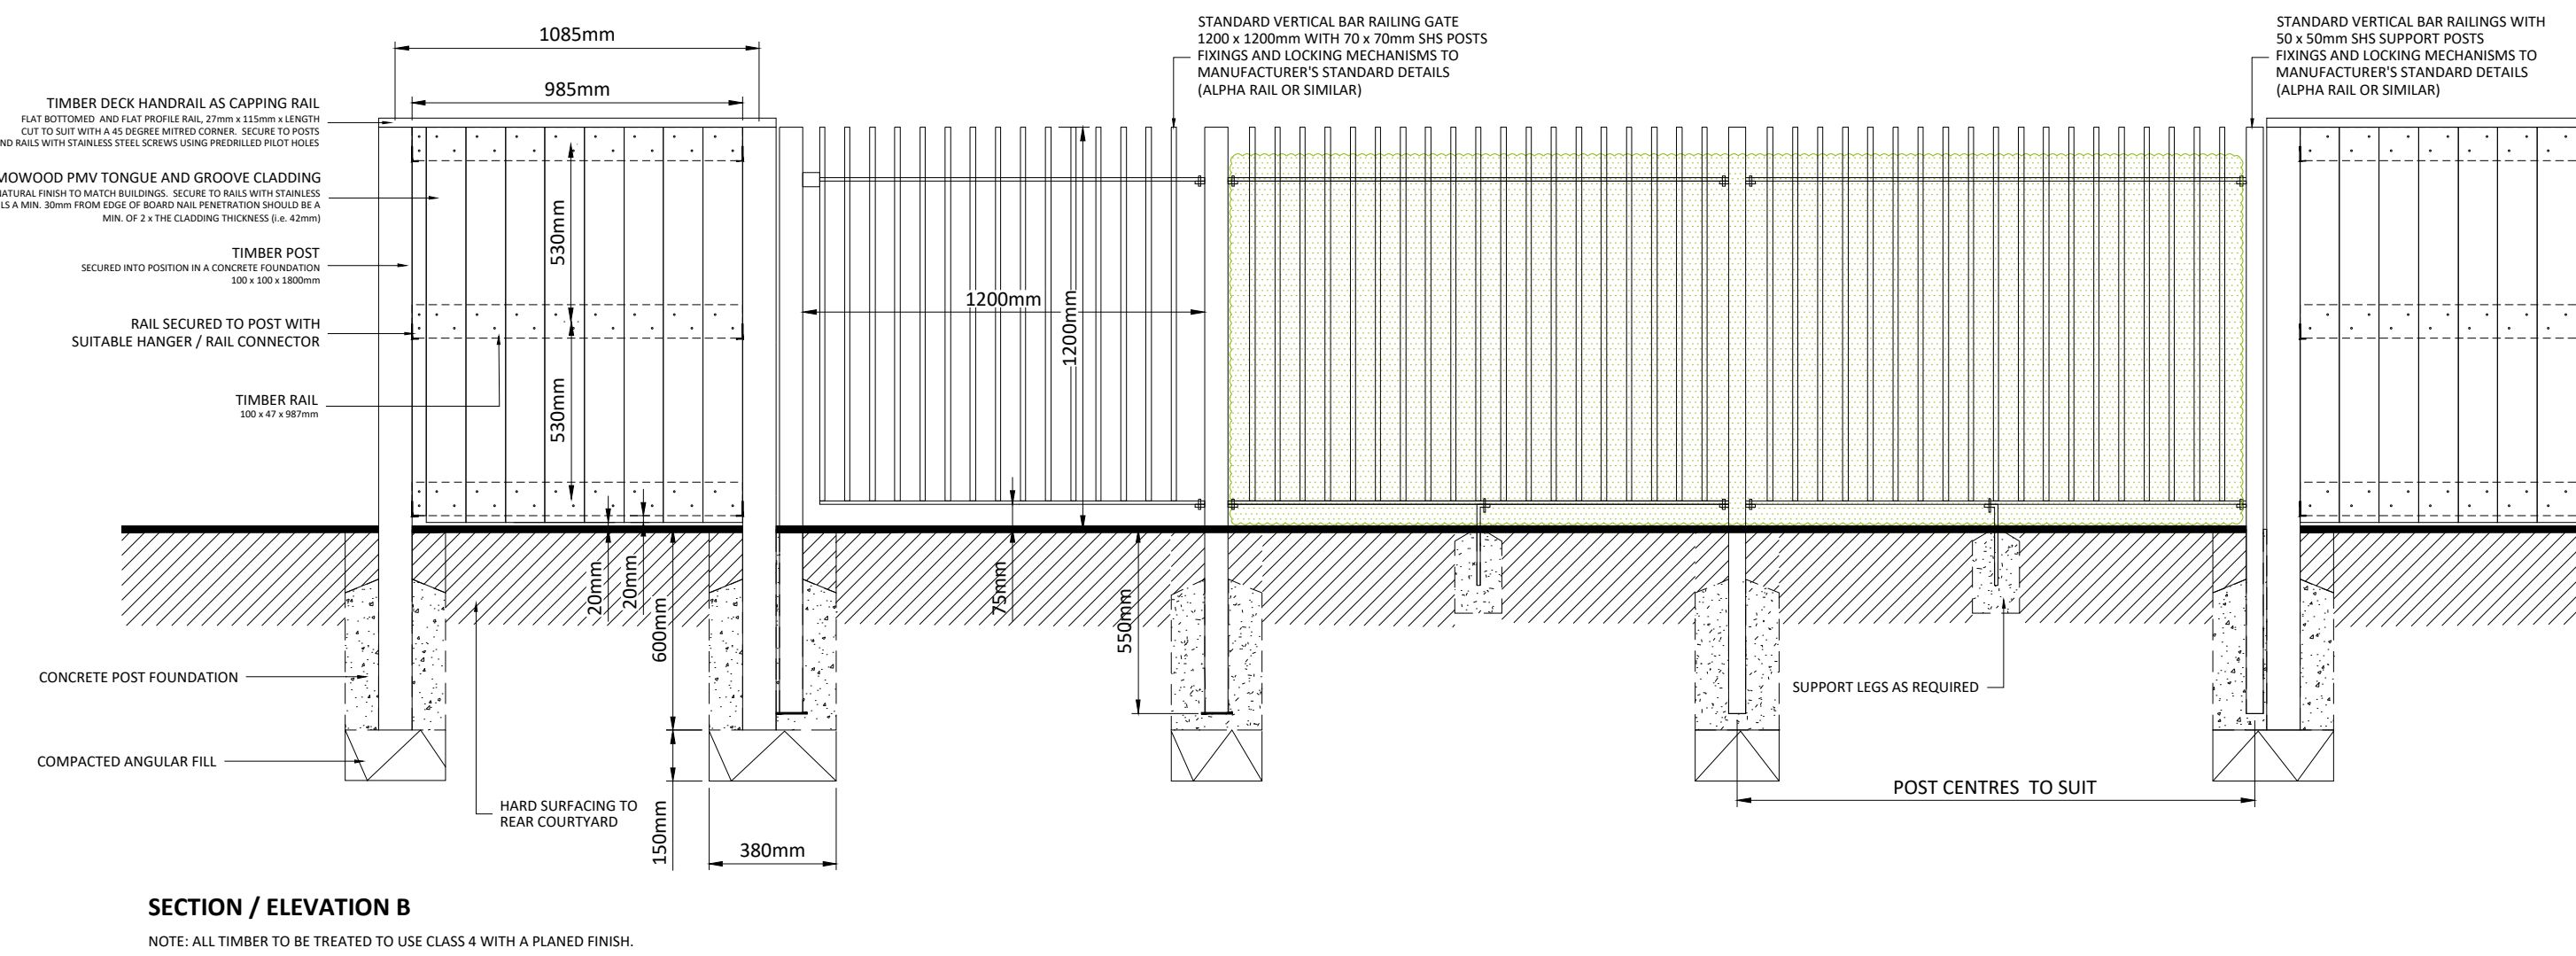 1085mm
985mm
TIMBER DECK HANDRAIL AS CAPPING RAIL
FLAT BOTTOMED AND FLAT PROFILE RAIL, 27mm x 115mm x LENGTH
CUT TO SUIT WITH A 45 DEGREE MITRED CORNER. SECURE TO POSTS
RAILS WITH STAINLESS STEEL SCREWS USING PREDRILLED PILOT HOLES
PMV TONGUE AND GROOVE CLADDING
FINISH TO MATCH BUILDINGS. SECURE TO RAILS WITH STAINLESS
A MIN. 30mm FROM EDGE OF BOARD NAIL PENETRATION SHOULD BE A
MIN. OF 2 x THE CLADDING THICKNESS (i.e. 42mm)
TIMBER POST
SECURED INTO POSITION IN A CONCRETE FOUNDATION
100 x 100 x 1800mm
RAIL SECURED TO POST WITH
SUITABLE HANGER / RAIL CONNECTOR
TIMBER RAIL
100 x 47 x 987mm
530mm
530mm
STANDARD VERTICAL BAR RAILING GATE
1200 x 1200mm WITH 70 x 70mm SHS POSTS
FIXINGS AND LOCKING MECHANISMS TO
MANUFACTURER'S STANDARD DETAILS
(ALPHA RAIL OR SIMILAR)
STANDARD VERTICAL BAR RAILINGS WITH
50 x 50mm SHS SUPPORT POSTS
FIXINGS AND LOCKING MECHANISMS TO
MANUFACTURER'S STANDARD DETAILS
(ALPHA RAIL OR SIMILAR)
1200mm
1200mm
20mm
20mm
600mm
75mm
550mm
CONCRETE POST FOUNDATION
COMPACTED ANGULAR FILL
HARD SURFACING TO
REAR COURTYARD
150mm
380mm
SUPPORT LEGS AS REQUIRED
POST CENTRES TO SUIT
SECTION / ELEVATION B
NOTE: ALL TIMBER TO BE TREATED TO USE CLASS 4 WITH A PLANED FINISH.